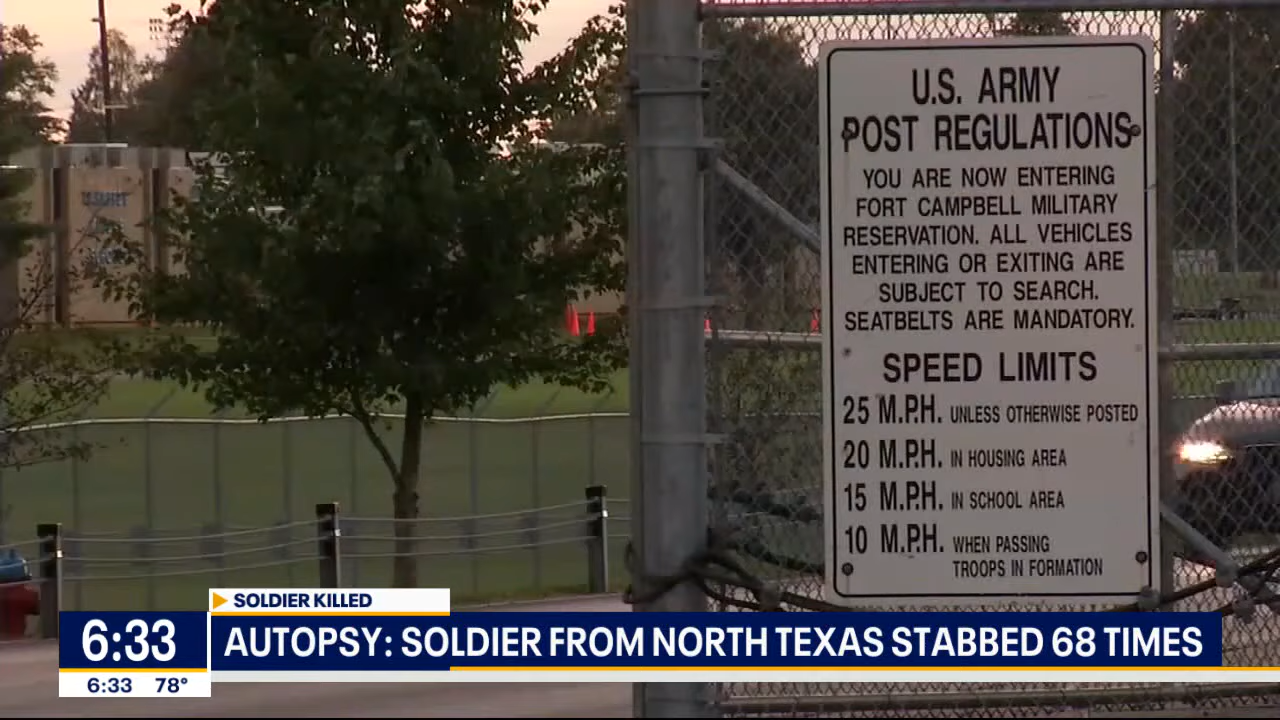 U.S. ARMY
POST REGULATIONS
YOU ARE NOW ENTERING
FORT CAMPBELL MILITARY
RESERVATION. ALL VEHICLES
ENTERING OR EXITING ARE
SUBJECT TO SEARCH.
SEATBELTS ARE MANDATORY.
SPEED LIMITS
25 M.P.H. UNLESS OTHERWISE POSTED
20 M.P.H. IN HOUSING AREA
15 M.P.H. IN SCHOOL AREA
10 M.P.H. WHEN PASSING
TROOPS IN FORMATION
SOLDIER KILLED
6:33 AUTOPSY: SOLDIER FROM NORTH TEXAS STABBED 68 TIMES
6:33 78°